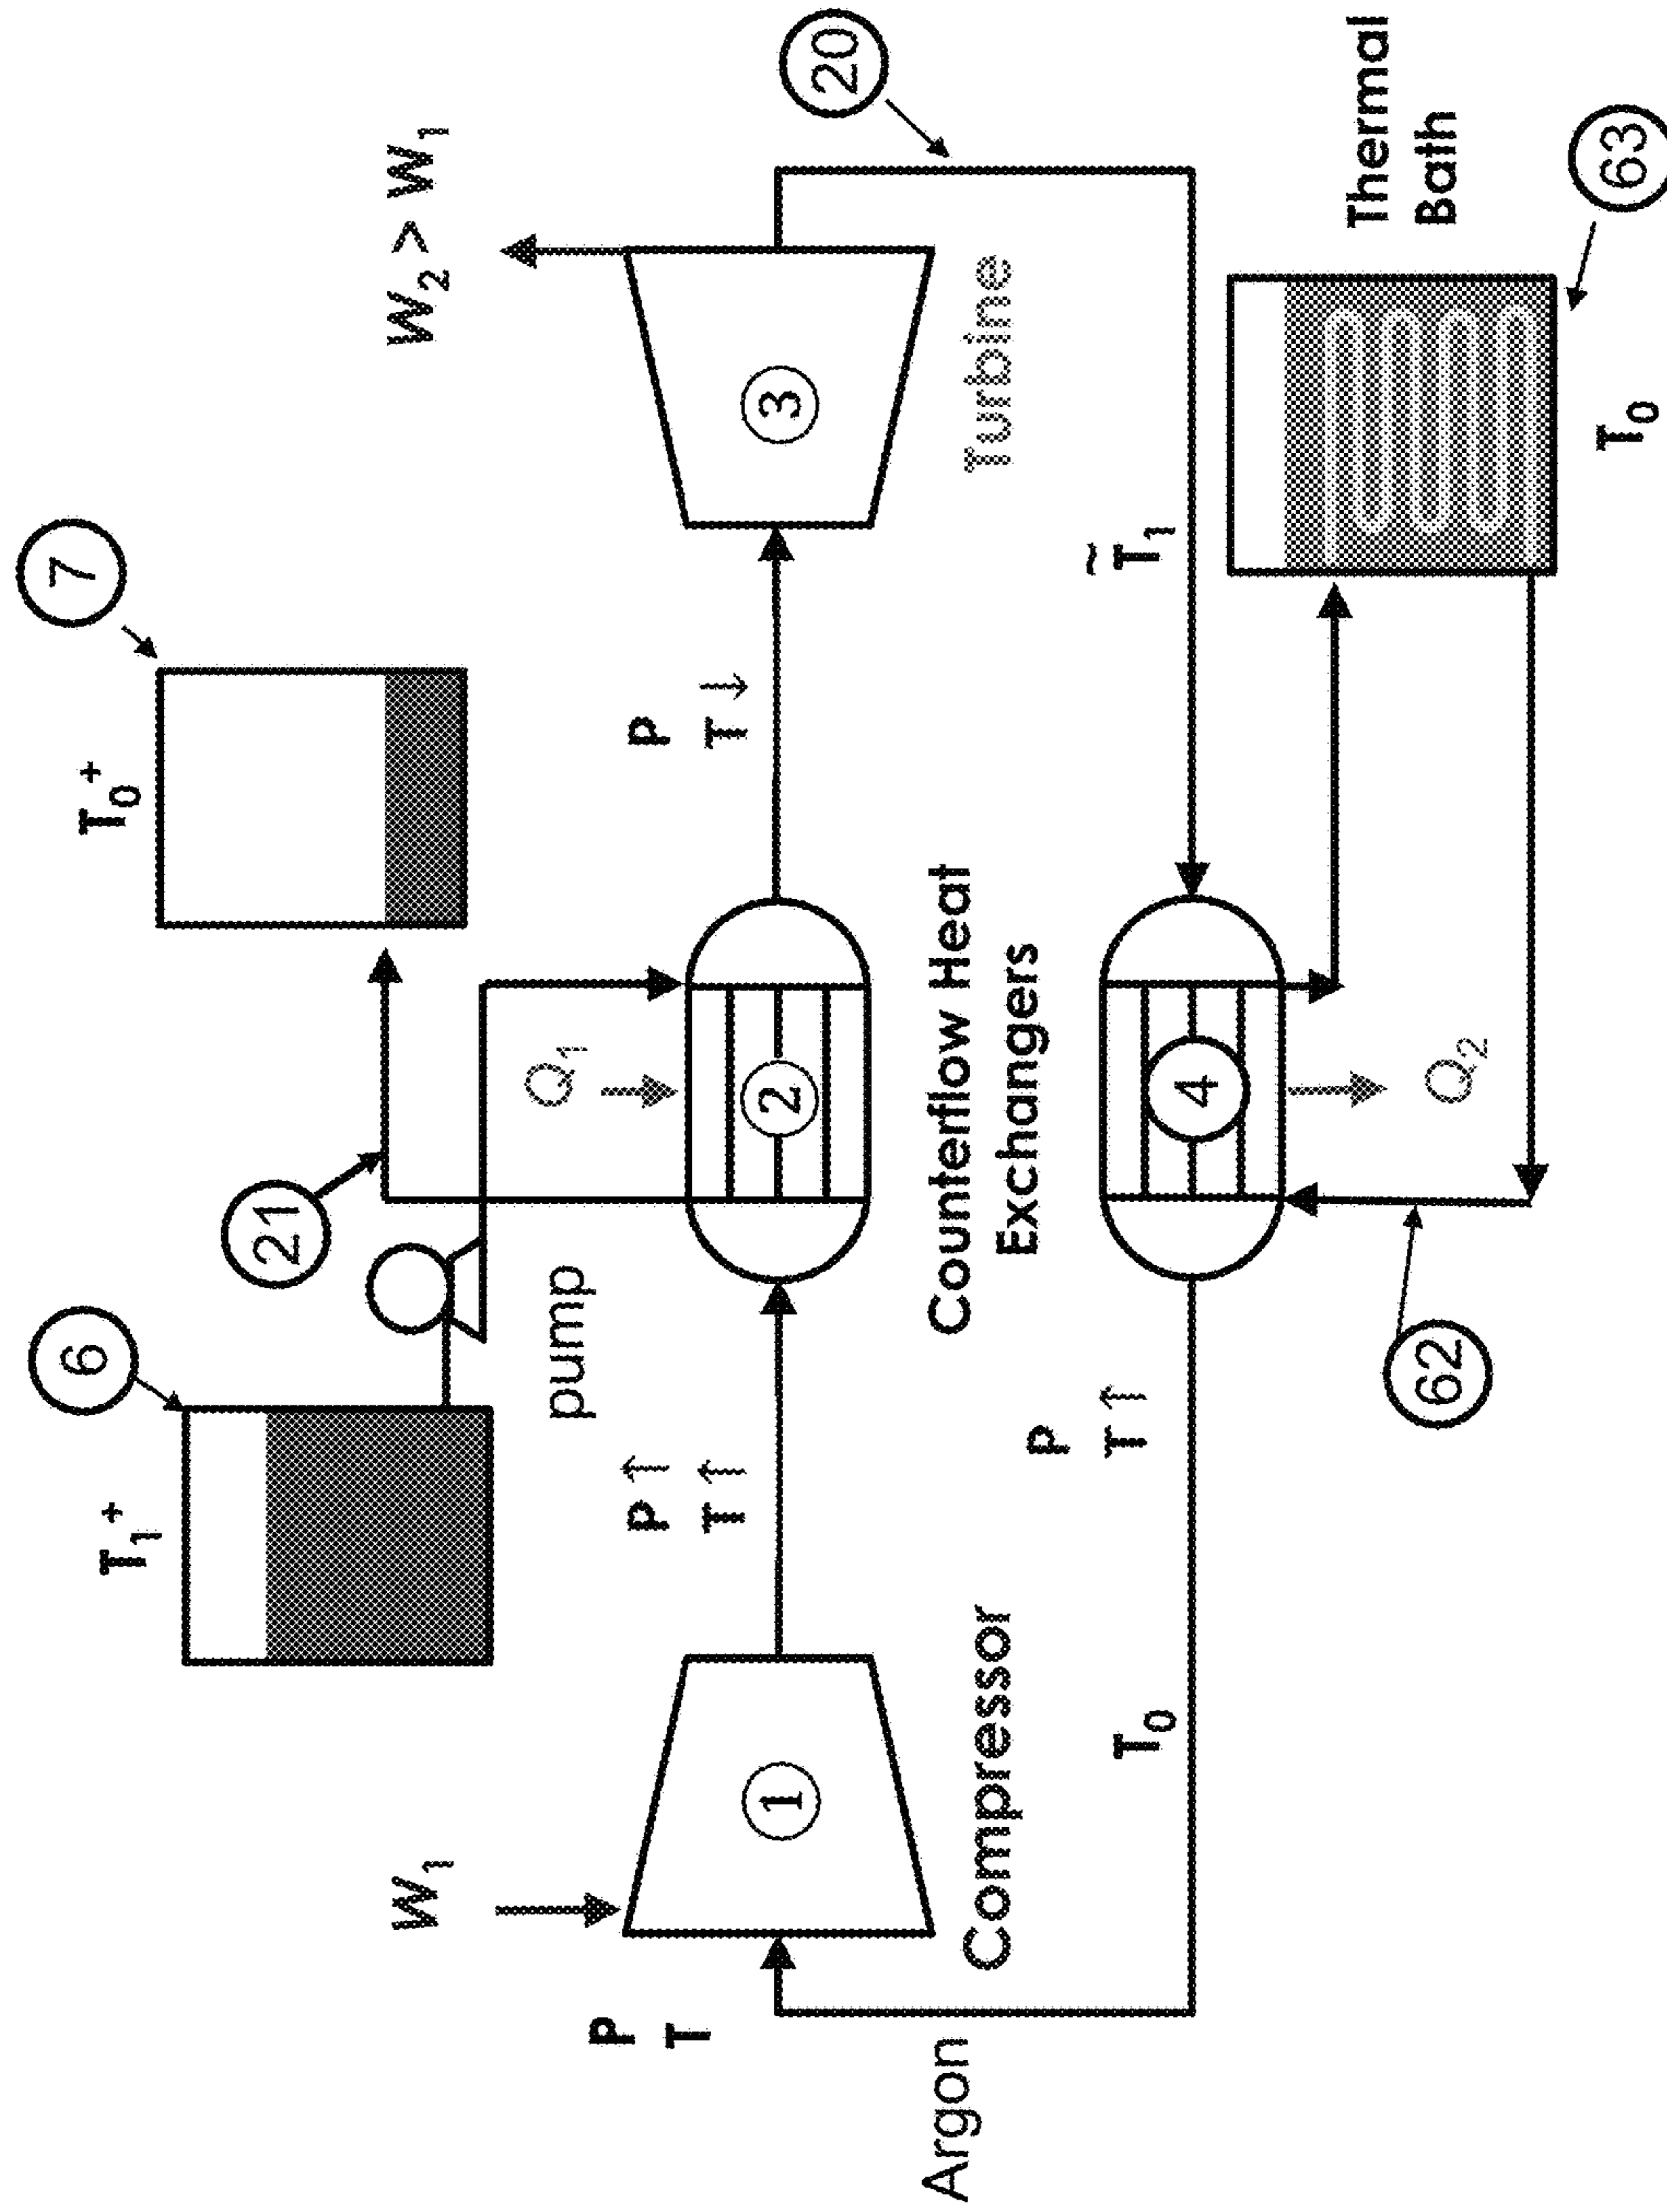 6
7
T₁⁺
T₀⁺
21
W₁
W₂ > W₁
pump
Q₁
P
T
P↑
T↑
P
T↓
1
2
3
20
Argon
Compressor
Counterflow Heat
Exchangers
Turbine
T₀
P
T↑
T̃₁
4
62
Q₂
Thermal
Bath
T₀
63